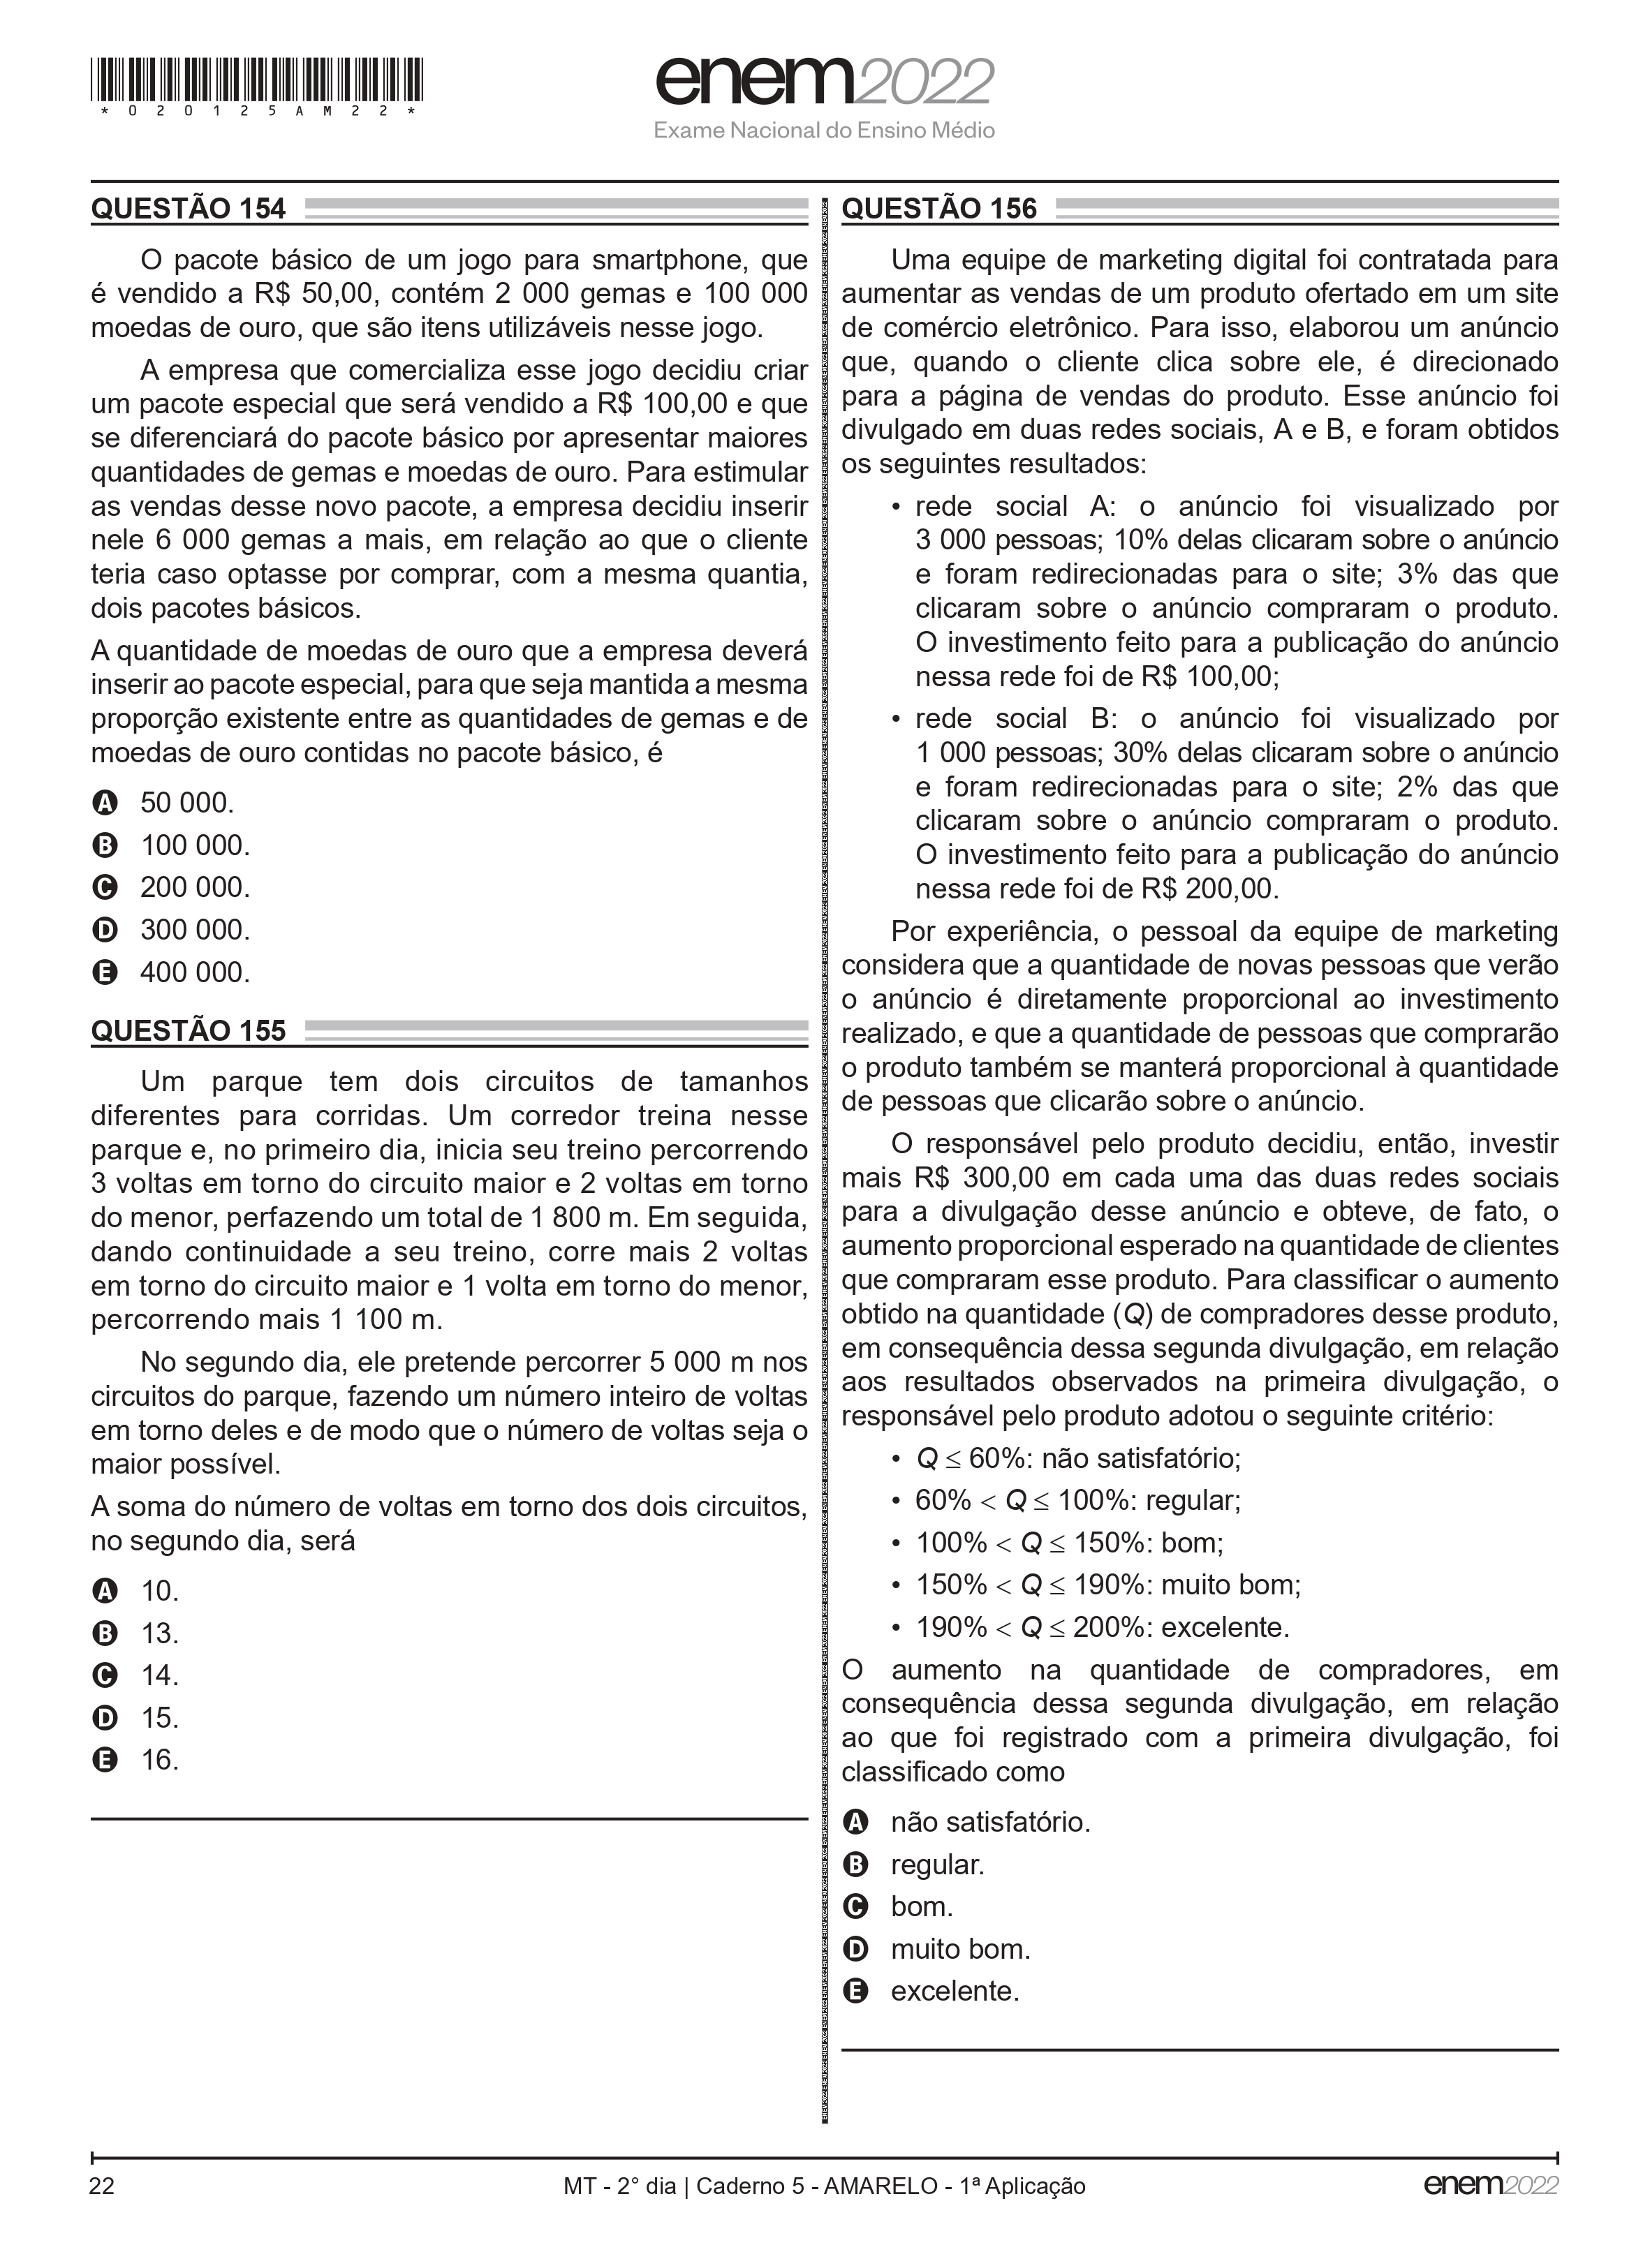 *020125AM22*
enem2022
Exame Nacional do Ensino Médio
QUESTÃO 154
O pacote básico de um jogo para smartphone, que
é vendido a R$ 50,00, contém 2 000 gemas e 100 000
moedas de ouro, que são itens utilizáveis nesse jogo.
A empresa que comercializa esse jogo decidiu criar
um pacote especial que será vendido a R$ 100,00 e que
se diferenciará do pacote básico por apresentar maiores
quantidades de gemas e moedas de ouro. Para estimular
as vendas desse novo pacote, a empresa decidiu inserir
nele 6 000 gemas a mais, em relação ao que o cliente
teria caso optasse por comprar, com a mesma quantia,
dois pacotes básicos.
A quantidade de moedas de ouro que a empresa deverá
inserir ao pacote especial, para que seja mantida a mesma
proporção existente entre as quantidades de gemas e de
moedas de ouro contidas no pacote básico, é
A 50 000.
B 100 000.
C 200 000.
D 300 000.
E 400 000.
QUESTÃO 155
Um parque tem dois circuitos de tamanhos
diferentes para corridas. Um corredor treina nesse
parque e, no primeiro dia, inicia seu treino percorrendo
3 voltas em torno do circuito maior e 2 voltas em torno
do menor, perfazendo um total de 1 800 m. Em seguida,
dando continuidade a seu treino, corre mais 2 voltas
em torno do circuito maior e 1 volta em torno do menor,
percorrendo mais 1 100 m.
No segundo dia, ele pretende percorrer 5 000 m nos
circuitos do parque, fazendo um número inteiro de voltas
em torno deles e de modo que o número de voltas seja o
maior possível.
A soma do número de voltas em torno dos dois circuitos,
no segundo dia, será
A 10.
B 13.
C 14.
D 15.
E 16.
QUESTÃO 156
Uma equipe de marketing digital foi contratada para
aumentar as vendas de um produto ofertado em um site
de comércio eletrônico. Para isso, elaborou um anúncio
que, quando o cliente clica sobre ele, é direcionado
para a página de vendas do produto. Esse anúncio foi
divulgado em duas redes sociais, A e B, e foram obtidos
os seguintes resultados:
• rede social A: o anúncio foi visualizado por
3 000 pessoas; 10% delas clicaram sobre o anúncio
e foram redirecionadas para o site; 3% das que
clicaram sobre o anúncio compraram o produto.
O investimento feito para a publicação do anúncio
nessa rede foi de R$ 100,00;
• rede social B: o anúncio foi visualizado por
1 000 pessoas; 30% delas clicaram sobre o anúncio
e foram redirecionadas para o site; 2% das que
clicaram sobre o anúncio compraram o produto.
O investimento feito para a publicação do anúncio
nessa rede foi de R$ 200,00.
Por experiência, o pessoal da equipe de marketing
considera que a quantidade de novas pessoas que verão
o anúncio é diretamente proporcional ao investimento
realizado, e que a quantidade de pessoas que comprarão
o produto também se manterá proporcional à quantidade
de pessoas que clicarão sobre o anúncio.
O responsável pelo produto decidiu, então, investir
mais R$ 300,00 em cada uma das duas redes sociais
para a divulgação desse anúncio e obteve, de fato, o
aumento proporcional esperado na quantidade de clientes
que compraram esse produto. Para classificar o aumento
obtido na quantidade (Q) de compradores desse produto,
em consequência dessa segunda divulgação, em relação
aos resultados observados na primeira divulgação, o
responsável pelo produto adotou o seguinte critério:
• Q ≤ 60%: não satisfatório;
• 60% < Q ≤ 100%: regular;
• 100% < Q ≤ 150%: bom;
• 150% < Q ≤ 190%: muito bom;
• 190% < Q ≤ 200%: excelente.
O aumento na quantidade de compradores, em
consequência dessa segunda divulgação, em relação
ao que foi registrado com a primeira divulgação, foi
classificado como
A não satisfatório.
B regular.
C bom.
D muito bom.
E excelente.
22
MT - 2° dia | Caderno 5 - AMARELO - 1ª Aplicação
enem2022